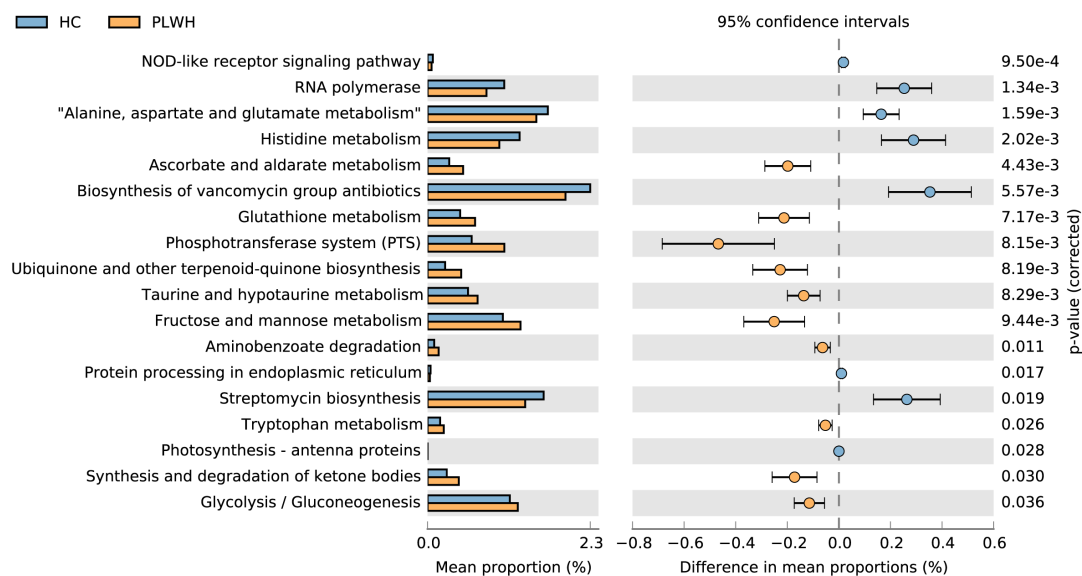 HC PLWH 95% confidence intervals
NOD-like receptor signaling pathway 9.50e-4
RNA polymerase 1.34e-3
"Alanine, aspartate and glutamate metabolism" 1.59e-3
Histidine metabolism 2.02e-3
Ascorbate and aldarate metabolism 4.43e-3
Biosynthesis of vancomycin group antibiotics 5.57e-3
Glutathione metabolism 7.17e-3
Phosphotransferase system (PTS) 8.15e-3
Ubiquinone and other terpenoid-quinone biosynthesis 8.19e-3
Taurine and hypotaurine metabolism 8.29e-3
Fructose and mannose metabolism 9.44e-3
Aminobenzoate degradation 0.011
Protein processing in endoplasmic reticulum 0.017
Streptomycin biosynthesis 0.019
Tryptophan metabolism 0.026
Photosynthesis - antenna proteins 0.028
Synthesis and degradation of ketone bodies 0.030
Glycolysis / Gluconeogenesis 0.036
p-value (corrected)
0.0 2.3 −0.8 −0.6 −0.4 −0.2 0.0 0.2 0.4 0.6
Mean proportion (%) Difference in mean proportions (%)